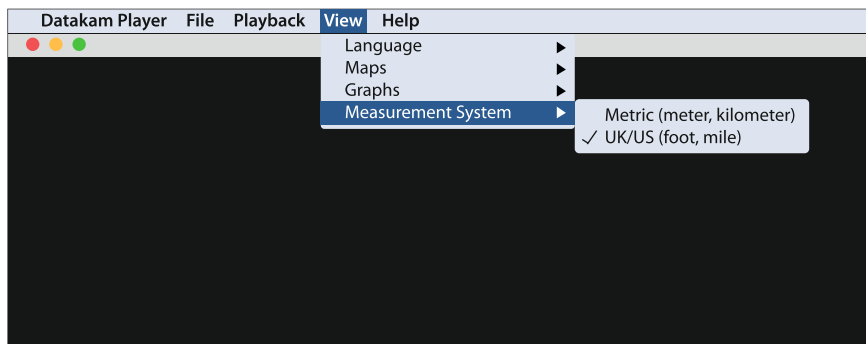 Datakam Player File Playback View Help
Language
Maps
Graphs
Measurement System
Metric (meter, kilometer)
UK/US (foot, mile)